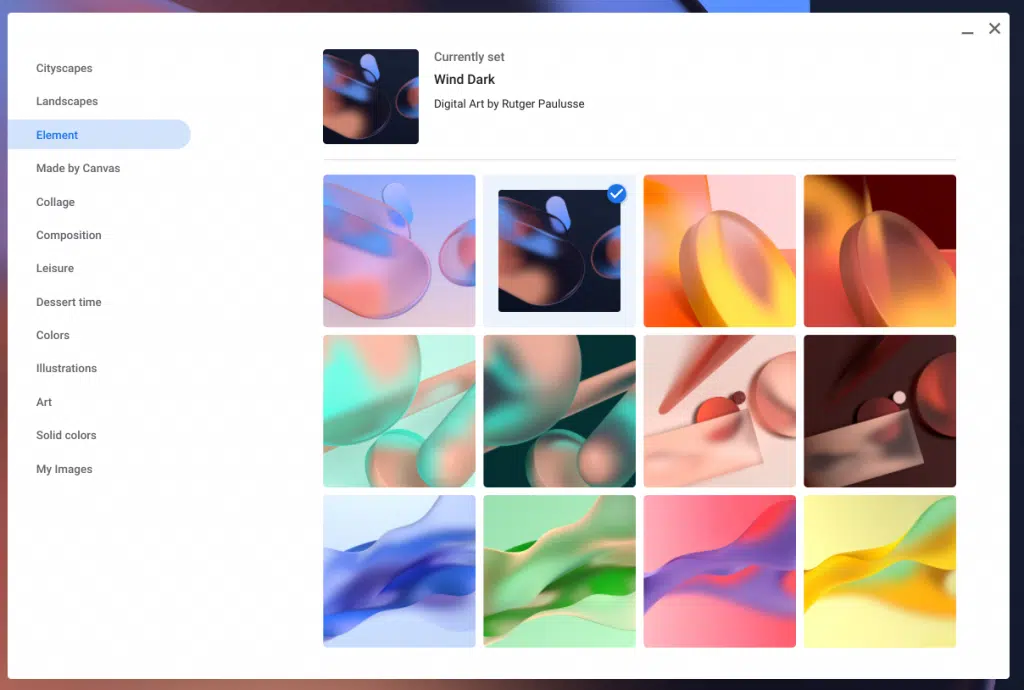 Cityscapes
Landscapes
Element
Made by Canvas
Collage
Composition
Leisure
Dessert time
Colors
Illustrations
Art
Solid colors
My Images
Currently set
Wind Dark
Digital Art by Rutger Paulusse